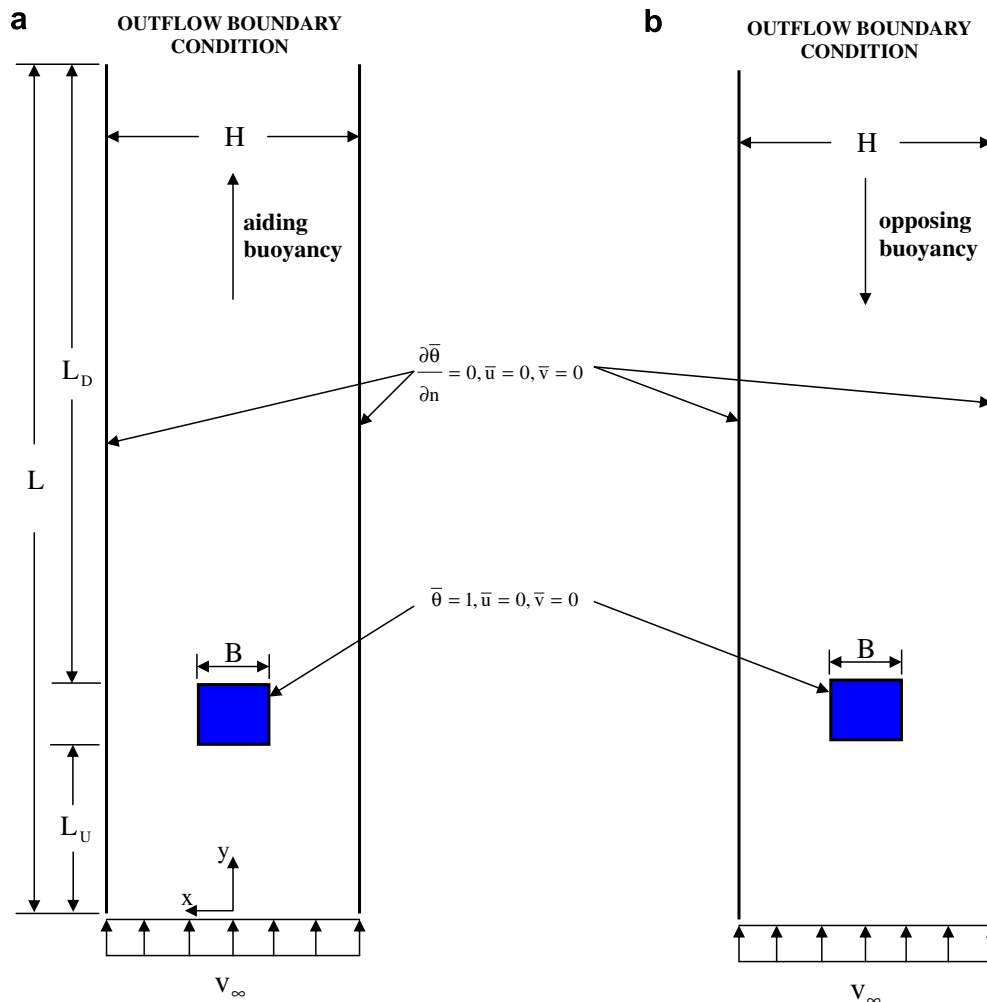 a
OUTFLOW BOUNDARY
CONDITION
H
aiding
buoyancy
L_D
L
B
L_U
y
x
v_∞
∂θ̅/∂n = 0, u̅ = 0, v̅ = 0
θ̅ = 1, u̅ = 0, v̅ = 0
b
OUTFLOW BOUNDARY
CONDITION
H
opposing
buoyancy
B
v_∞